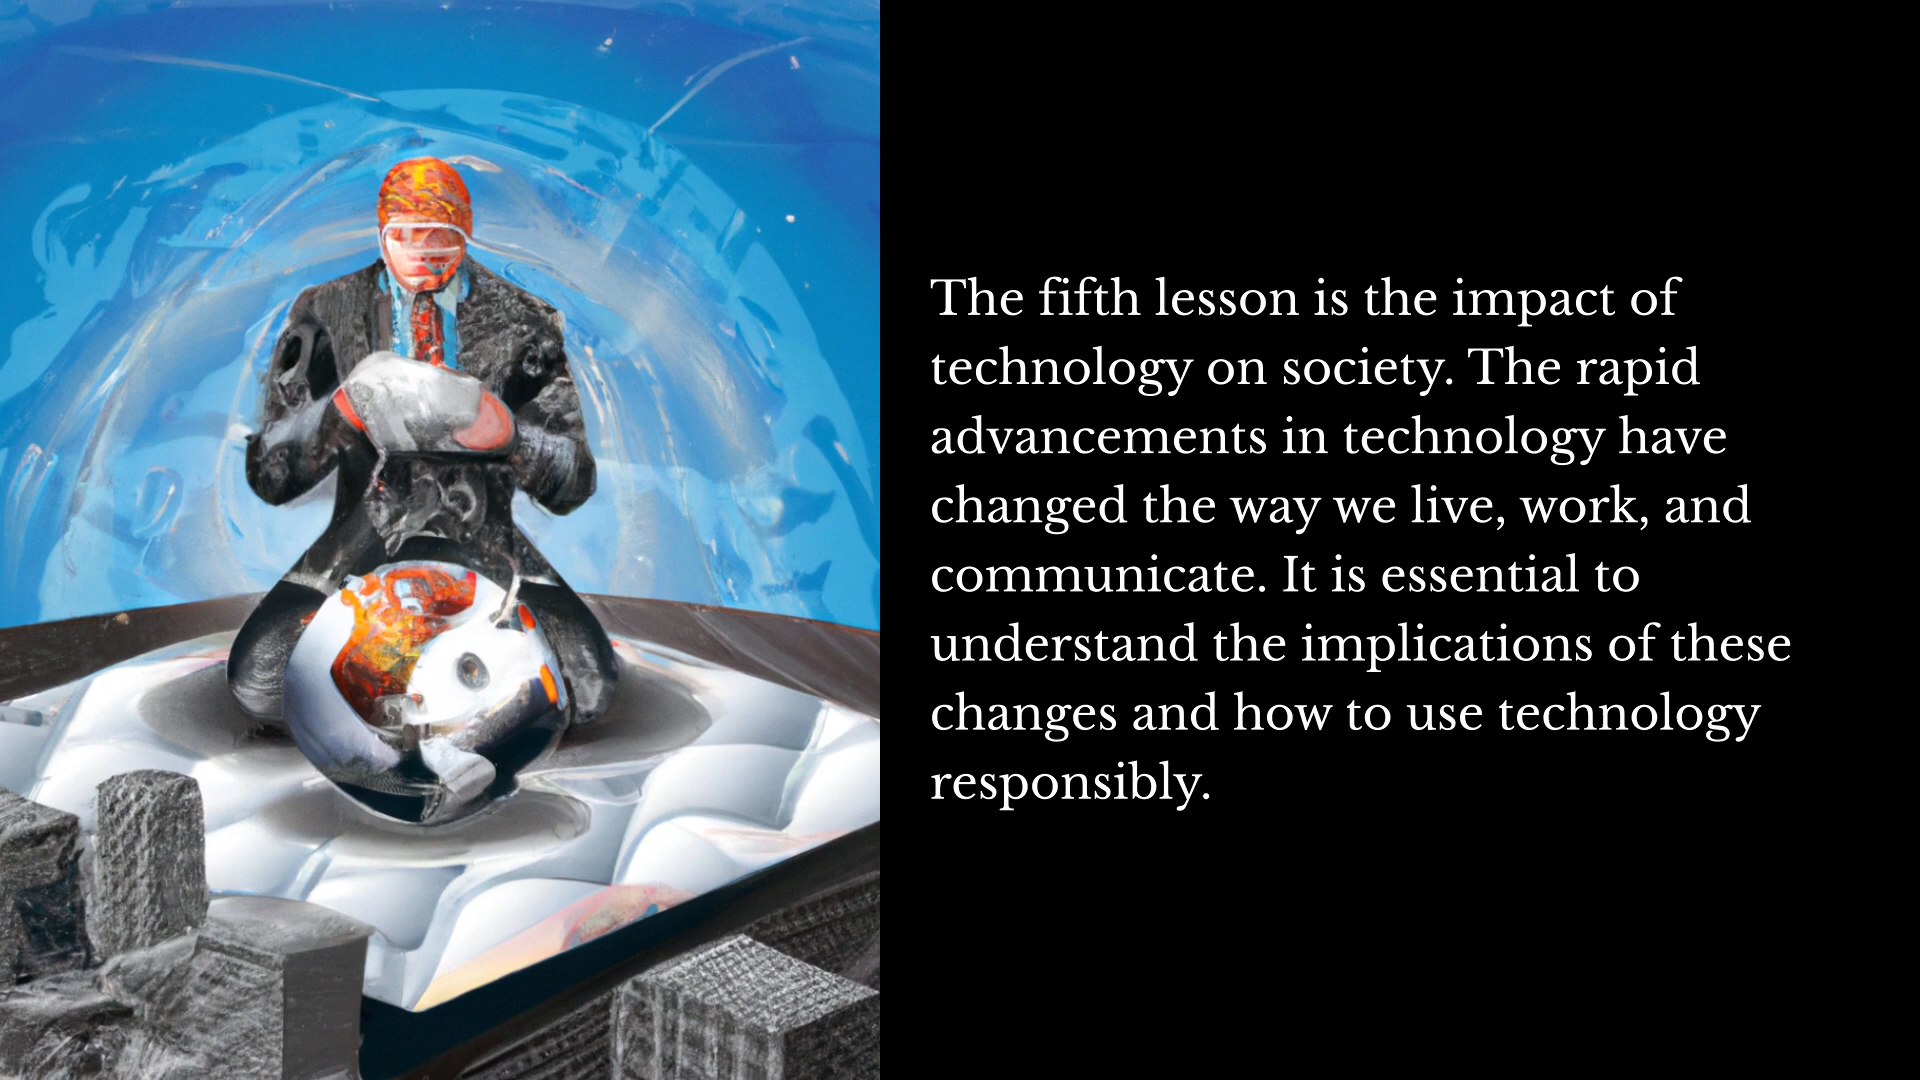 The fifth lesson is the impact of
technology on society. The rapid
advancements in technology have
changed the way we live, work, and
communicate. It is essential to
understand the implications of these
changes and how to use technology
responsibly.